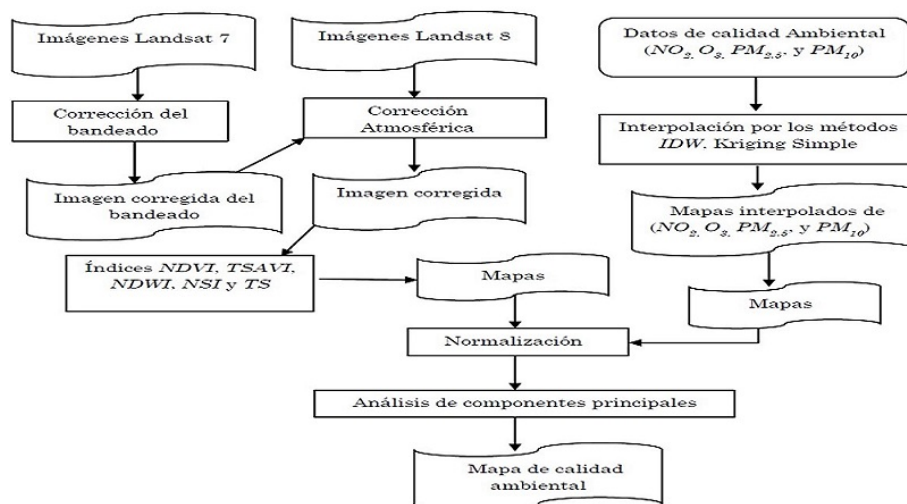 Imágenes Landsat 7
Imágenes Landsat 8
Datos de calidad Ambiental
(NO2, O3, PM2.5, y PM10)
Corrección del
bandeado
Corrección
Atmosférica
Interpolación por los métodos
IDW. Kriging Simple
Imagen corregida del
bandeado
Imagen corregida
Mapas interpolados de
(NO2, O3, PM2.5, y PM10)
Índices NDVI, TSAVI,
NDWI, NSI y TS
Mapas
Mapas
Normalización
Análisis de componentes principales
Mapa de calidad
ambiental